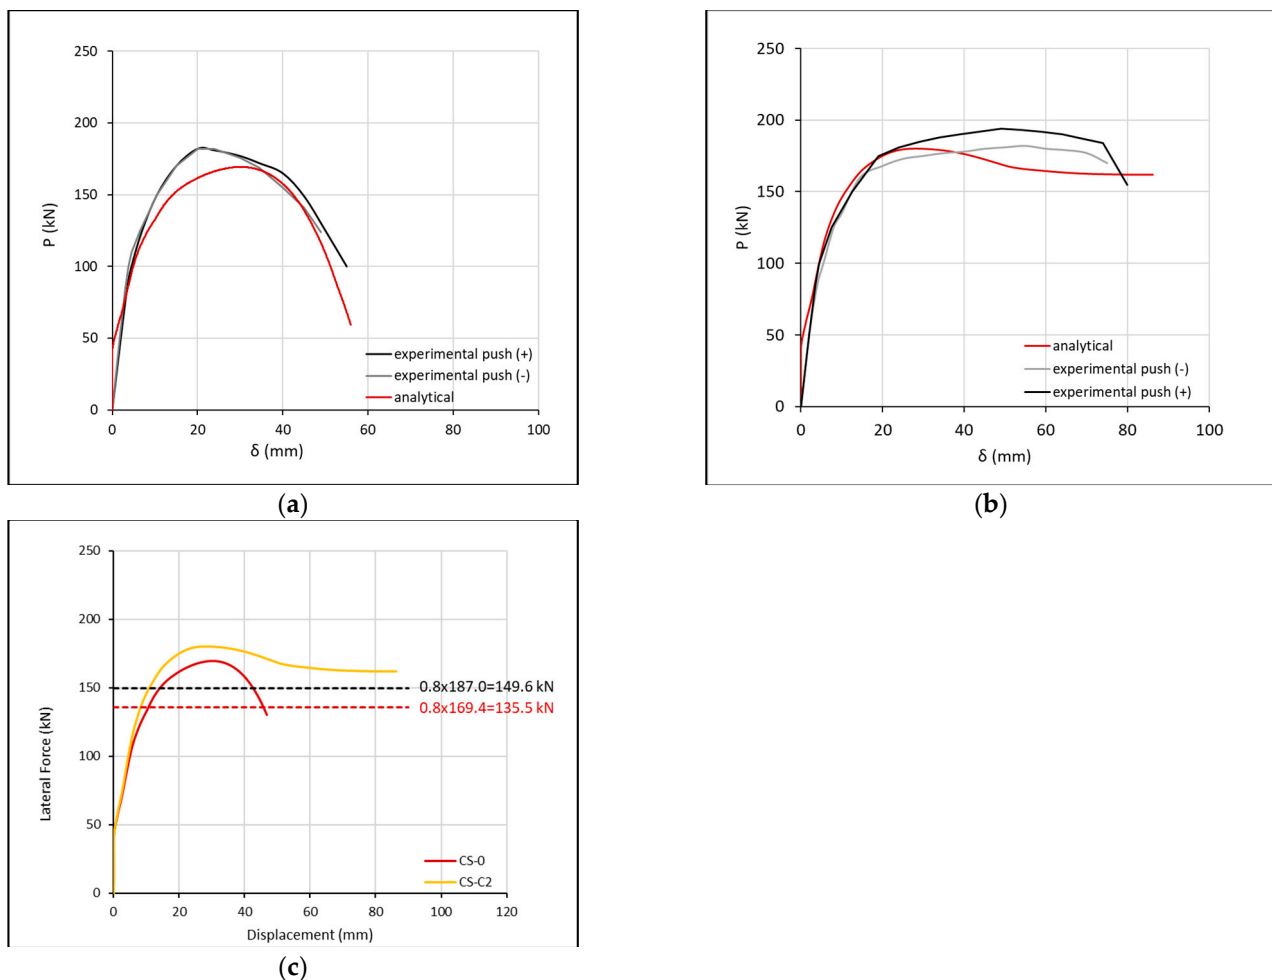 250
200
150
100
50
0
P (kN)
experimental push (+)
experimental push (-)
analytical
0 20 40 60 80 100
δ (mm)
(a)
250
200
150
100
50
0
P (kN)
analytical
experimental push (-)
experimental push (+)
0 20 40 60 80 100
δ (mm)
(b)
250
200
150
100
50
0
Lateral Force (kN)
0.8x187.0=149.6 kN
0.8x169.4=135.5 kN
CS-0
CS-C2
0 20 40 60 80 100 120
Displacement (mm)
(c)